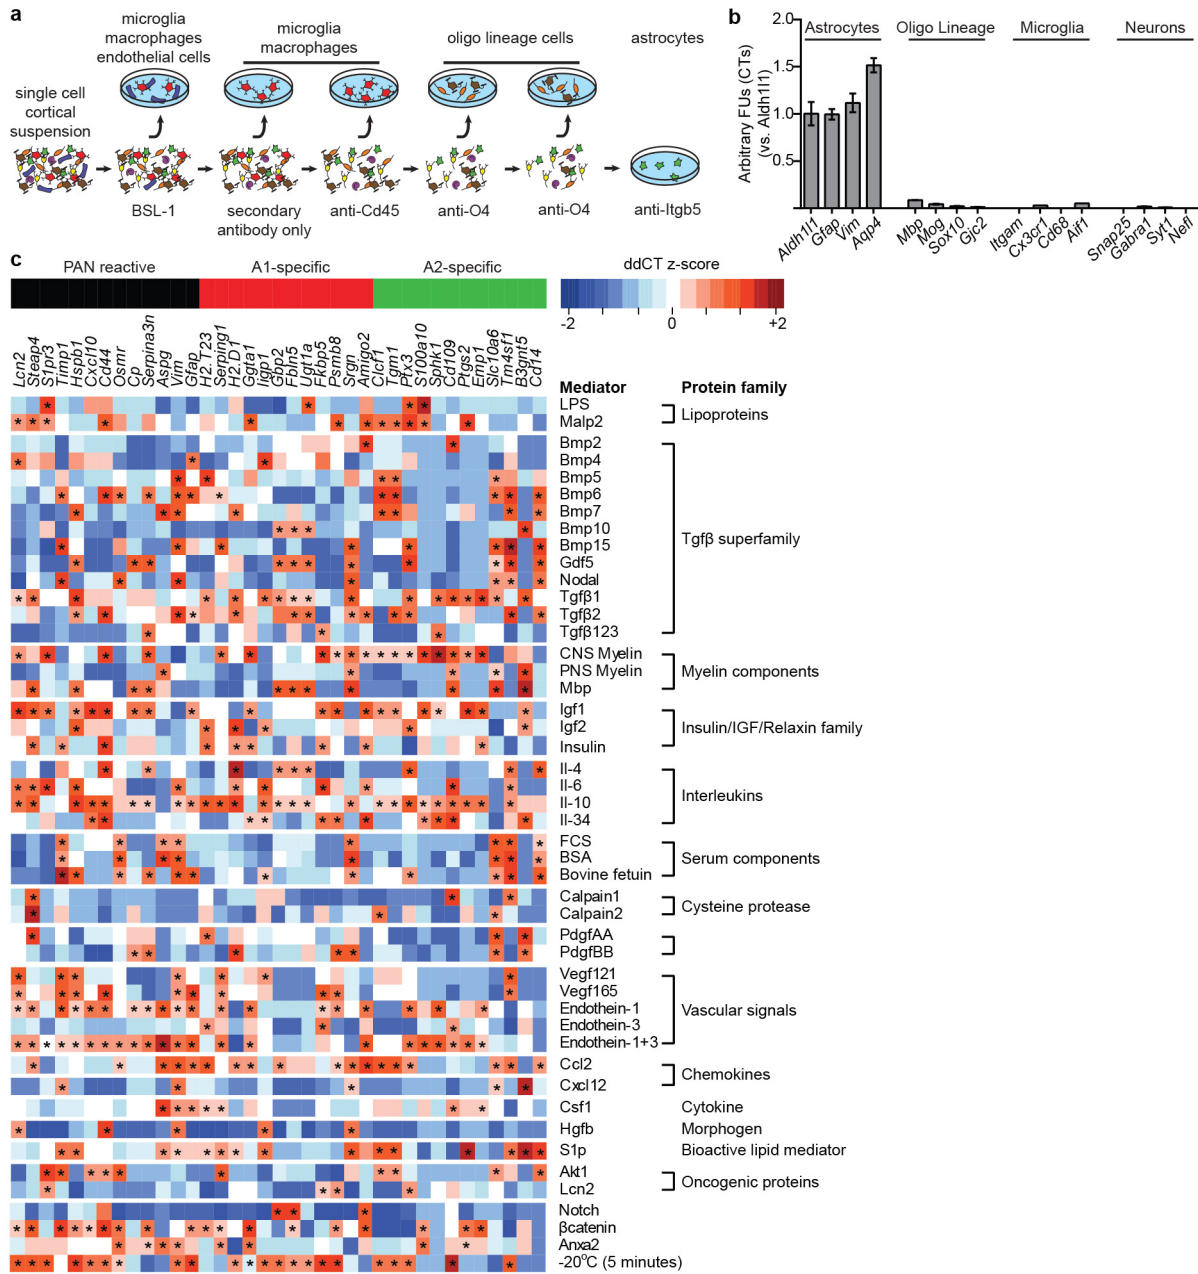 a
microglia
macrophages
endothelial cells
microglia
macrophages
oligo lineage cells
astrocytes
single cell
cortical
suspension
BSL-1
secondary
antibody only
anti-Cd45
anti-O4
anti-O4
anti-Itgb5
b
Astrocytes
Oligo Lineage
Microglia
Neurons
Arbitrary FUs (CTs)
(vs. Aldh1l1)
2.0
1.5
1.0
0.5
Aldh1l1
Gfap
Vim
Aqp4
Mbp
Mog
Sox10
Gjc2
Itgam
Cx3cr1
Cd68
Aif1
Snap25
Gabra1
Syt1
Nefl
c
PAN reactive
A1-specific
A2-specific
ddCT z-score
-2
0
+2
Lcn2
Steap4
S1pr3
Timp1
Hspb1
Cxcl10
Cd44
Osmr
Cp
Serpina3n
Aspg
Vim
Gfap
H2.T23
Serping1
H2.D1
Ggta1
Iigp1
Gbp2
Fbln5
Ugt1a
Fkbp5
Psmb8
Srgn
Amigo2
Clcf1
Tgm1
Ptx3
S100a10
Sphk1
Cd109
Ptgs2
Emp1
Slc10a6
Tm4sf1
B3gnt5
Cd14
Mediator
Protein family
LPS
Malp2
Lipoproteins
Bmp2
Bmp4
Bmp5
Bmp6
Bmp7
Bmp10
Bmp15
Gdf5
Nodal
Tgfβ1
Tgfβ2
Tgfβ123
Tgfβ superfamily
CNS Myelin
PNS Myelin
Mbp
Myelin components
Igf1
Igf2
Insulin
Insulin/IGF/Relaxin family
Il-4
Il-6
Il-10
Il-34
Interleukins
FCS
BSA
Bovine fetuin
Serum components
Calpain1
Calpain2
Cysteine protease
PdgfAA
PdgfBB
Vegf121
Vegf165
Endothein-1
Endothein-3
Endothein-1+3
Vascular signals
Ccl2
Cxcl12
Chemokines
Csf1
Cytokine
Hgfb
Morphogen
S1p
Bioactive lipid mediator
Akt1
Lcn2
Oncogenic proteins
Notch
βcatenin
Anxa2
-20°C (5 minutes)